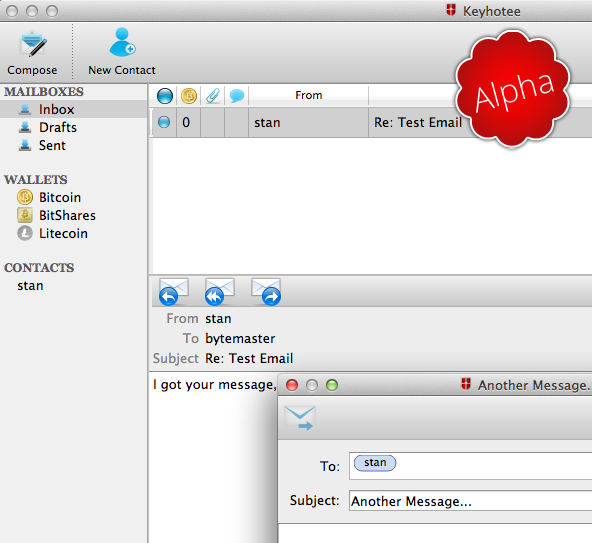 Keyhotee
Compose
New Contact
Alpha
MAILBOXES
Inbox
Drafts
Sent
WALLETS
Bitcoin
BitShares
Litecoin
CONTACTS
stan
From
0 stan Re: Test Email
From stan
To bytemaster
Subject Re: Test Email
I got your message,
Another Message.
To: stan
Subject: Another Message...